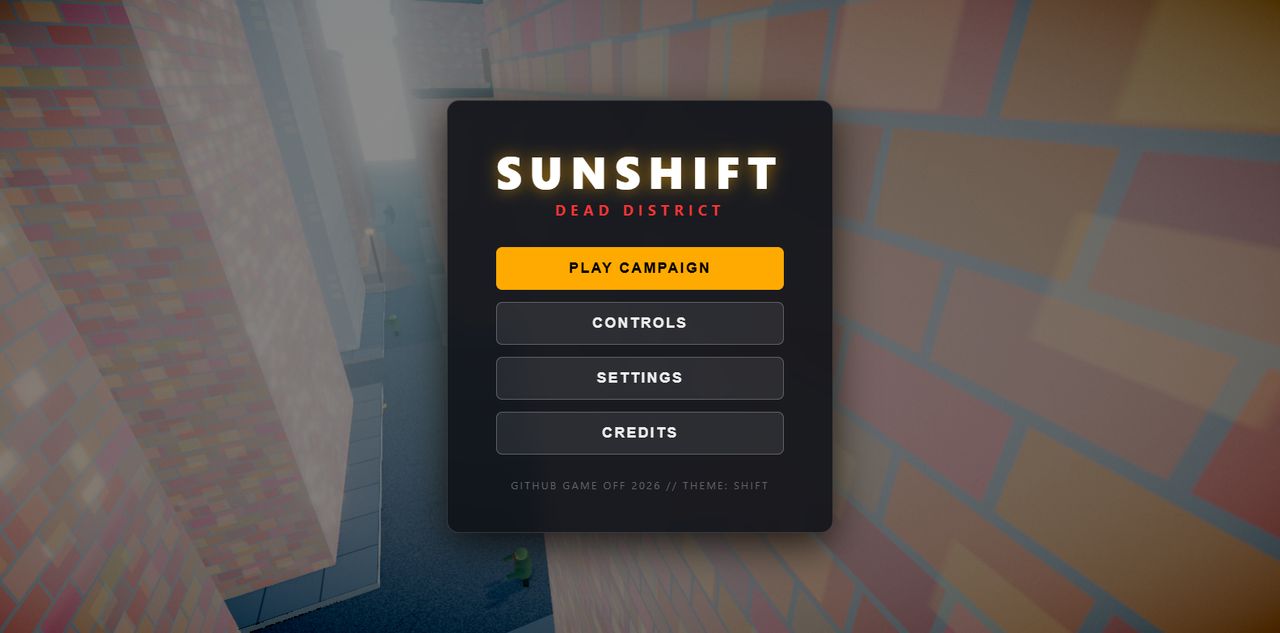 SUNSHIFT
DEAD DISTRICT
PLAY CAMPAIGN
CONTROLS
SETTINGS
CREDITS
GITHUB GAME OFF 2026 // THEME: SHIFT